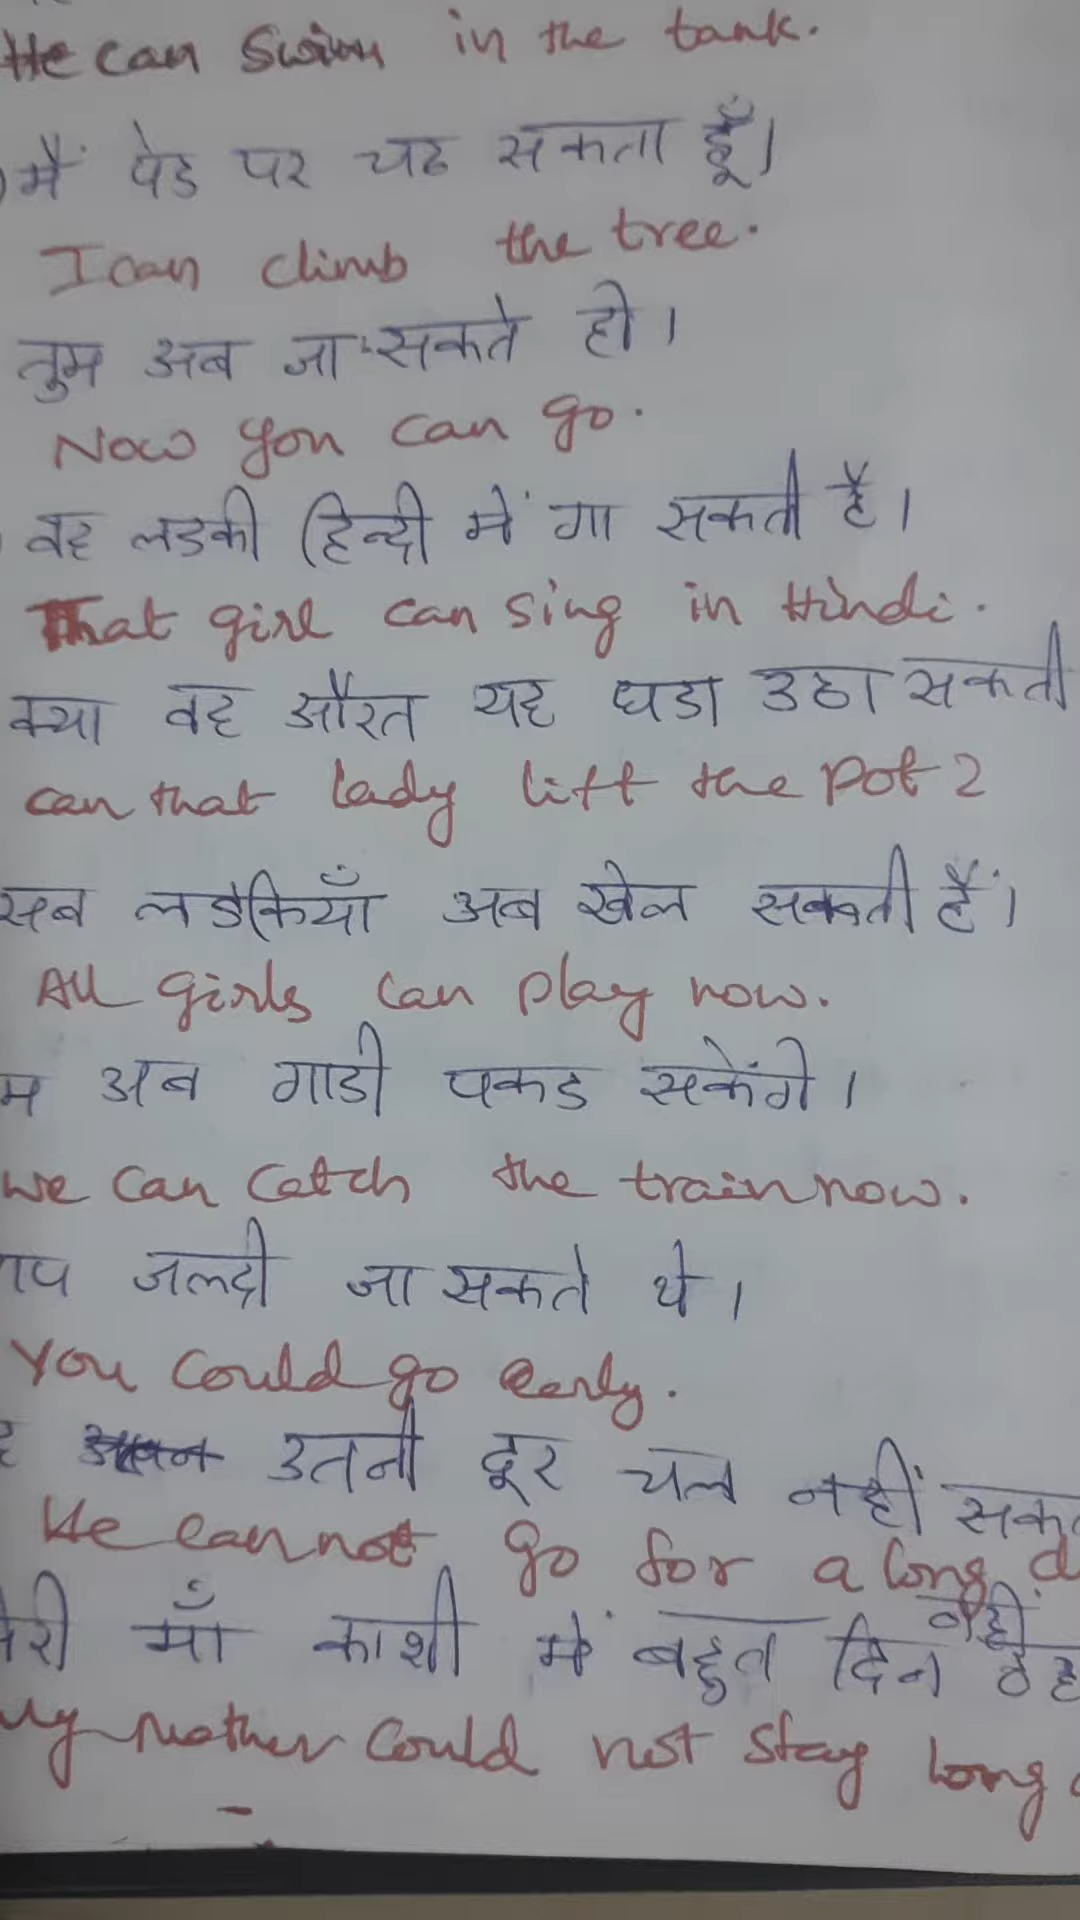 He can swim in the tank.
मैं पेड पर चढ सकता हूँ।
I can climb the tree.
तुम अब जा सकते हो।
Now you can go.
वह लडकी हिन्दी में गा सकती है।
That girl can sing in Hindi.
क्या वह औरत यह घडा उठा सकती
can that lady lift the pot?
सब लडकियाँ अब खेल सकती हैं।
All girls can play now.
म अब गाडी पकड सकेंगे।
we can catch the train now.
ाप जल्दी जा सकते थे।
You could go early.
उतनी दूर चल नहीं सक
He cannot go for a long d
ेरी माँ काशी में बहुत दिन नहीं ठह
my mother could not stay long